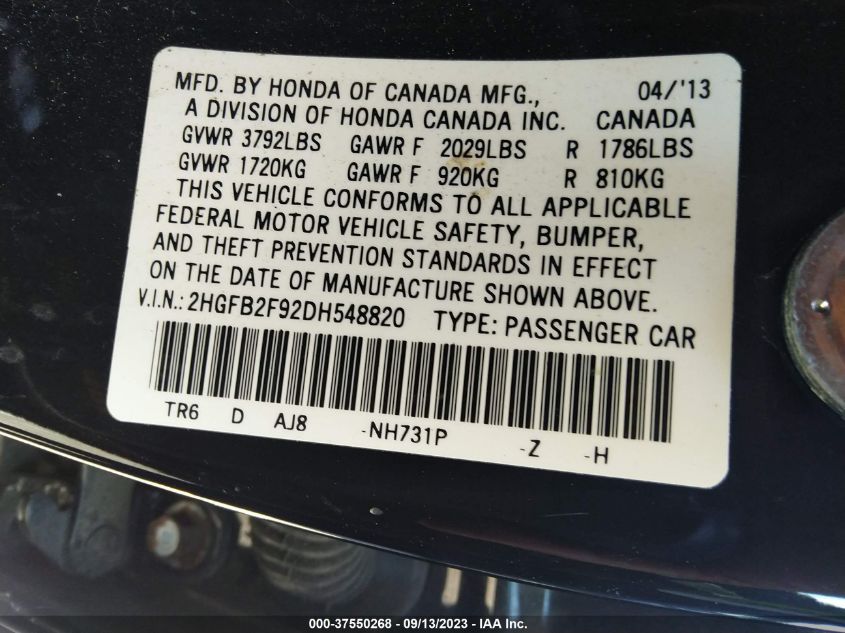 MFD. BY HONDA OF CANADA MFG., 04/'13
A DIVISION OF HONDA CANADA INC. CANADA
GVWR 3792LBS GAWR F 2029LBS R 1786LBS
GVWR 1720KG GAWR F 920KG R 810KG
THIS VEHICLE CONFORMS TO ALL APPLICABLE
FEDERAL MOTOR VEHICLE SAFETY, BUMPER,
AND THEFT PREVENTION STANDARDS IN EFFECT
ON THE DATE OF MANUFACTURE SHOWN ABOVE.
V.I.N.: 2HGFB2F92DH548820 TYPE: PASSENGER CAR
TR6 D AJ8 -NH731P -Z -H
000-37550268 - 09/13/2023 - IAA Inc.